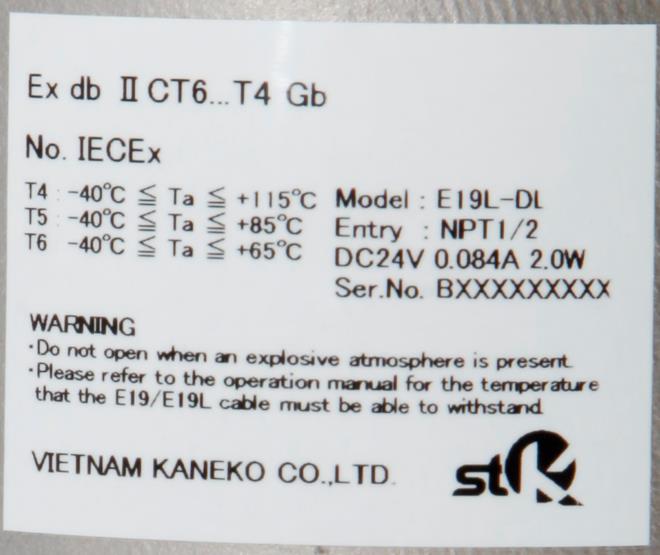 Ex db Ⅱ CT6...T4 Gb
No. IECEx
T4 : -40℃ ≦ Ta ≦ +115℃
T5 : -40℃ ≦ Ta ≦ +85℃
T6 : -40℃ ≦ Ta ≦ +65℃
Model : E19L-DL
Entry : NPT1/2
DC24V 0.084A 2.0W
Ser.No. BXXXXXXXXX
WARNING
･Do not open when an explosive atmosphere is present.
･Please refer to the operation manual for the temperature
that the E19/E19L cable must be able to withstand.
VIETNAM KANEKO CO.,LTD.
stK